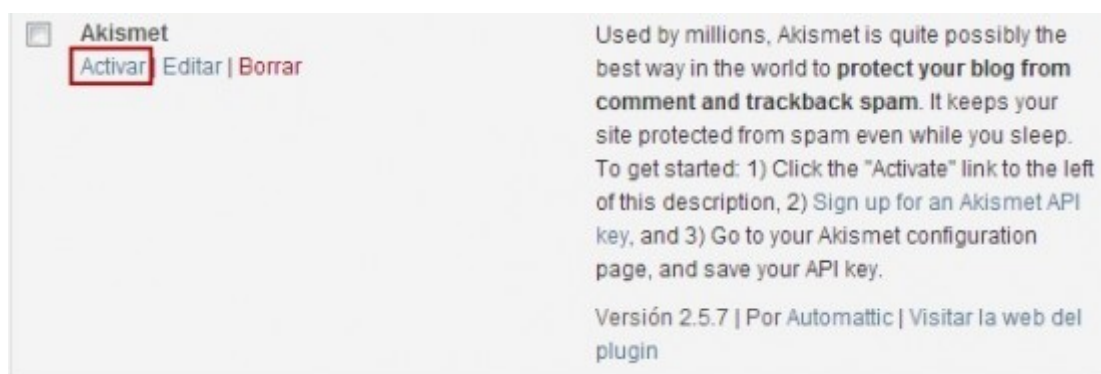 Akismet
Activar | Editar | Borrar
Used by millions, Akismet is quite possibly the
best way in the world to protect your blog from
comment and trackback spam. It keeps your
site protected from spam even while you sleep.
To get started: 1) Click the "Activate" link to the left
of this description, 2) Sign up for an Akismet API
key, and 3) Go to your Akismet configuration
page, and save your API key.
Versión 2.5.7 | Por Automattic | Visitar la web del
plugin